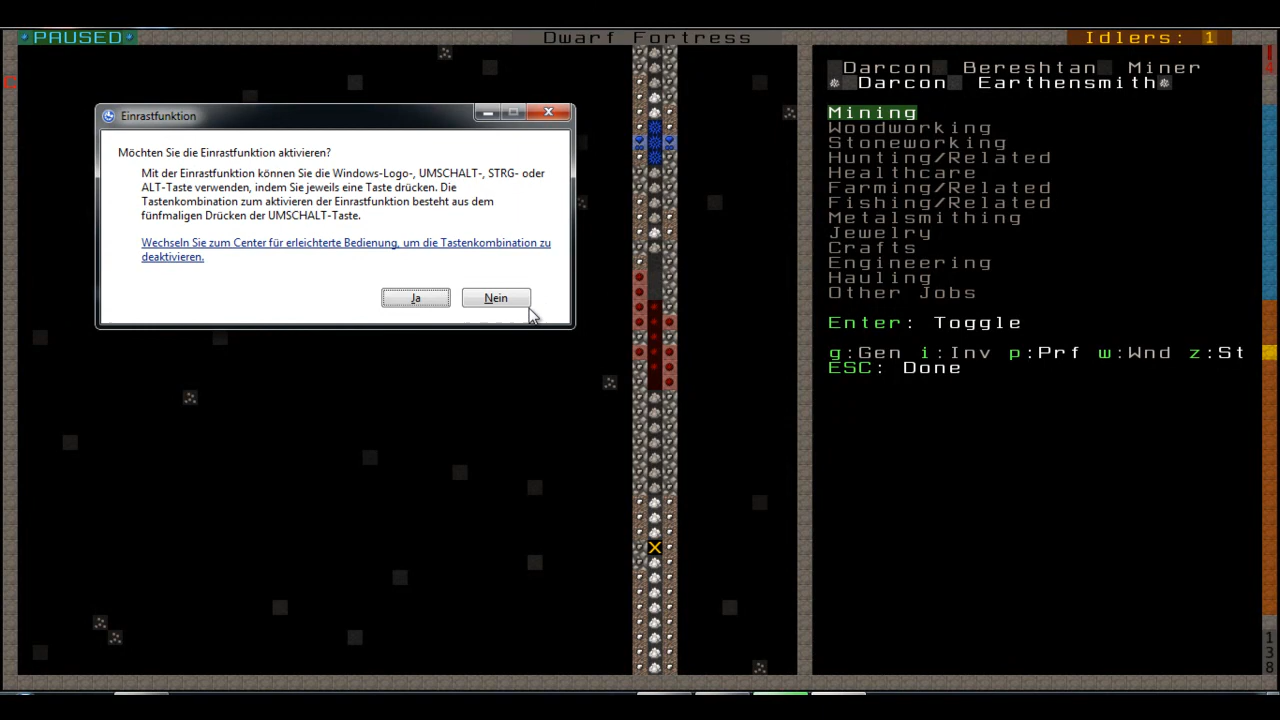 *PAUSED*
Dwarf Fortress
Idlers: 1
Einrastfunktion
Möchten Sie die Einrastfunktion aktivieren?
Mit der Einrastfunktion können Sie die Windows-Logo-, UMSCHALT-, STRG- oder
ALT-Taste verwenden, indem Sie jeweils eine Taste drücken. Die
Tastenkombination zum aktivieren der Einrastfunktion besteht aus dem
fünfmaligen Drücken der UMSCHALT-Taste.
Wechseln Sie zum Center für erleichterte Bedienung, um die Tastenkombination zu
deaktivieren.
Ja
Nein
Darcon Bereshtan Miner
Darcon Earthensmith
Mining
Woodworking
Stoneworking
Hunting/Related
Healthcare
Farming/Related
Fishing/Related
Metalsmithing
Jewelry
Crafts
Engineering
Hauling
Other Jobs
Enter: Toggle
g:Gen i:Inv p:Prf w:Wnd z:St
ESC: Done
C
X
4
138